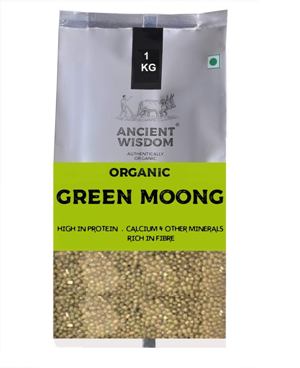 1
KG
ANCIENT
WISDOM
AUTHENTICALLY
ORGANIC
ORGANIC
GREEN MOONG
HIGH IN PROTEIN . CALCIUM & OTHER MINERALS
RICH IN FIBRE